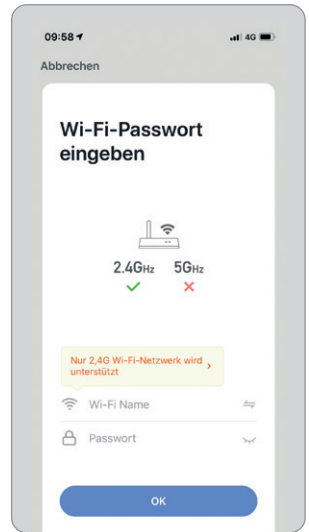 09:58
4G
Abbrechen
Wi-Fi-Passwort
eingeben
2.4GHz 5GHz
Nur 2,4G Wi-Fi-Netzwerk wird
unterstützt
Wi-Fi Name
Passwort
OK